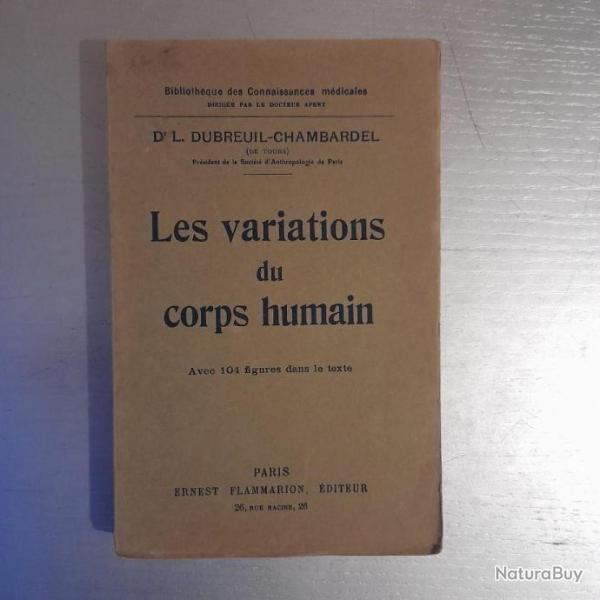 Bibliothèque des Connaissances médicales
DIRIGÉE PAR LE DOCTEUR APERT
Dr L. DUBREUIL-CHAMBARDEL
(DE TOURS)
Président de la Société d'Anthropologie de Paris
Les variations
du
corps humain
Avec 104 figures dans le texte
PARIS
ERNEST FLAMMARION, ÉDITEUR
26, RUE RACINE, 26
NaturaBuy